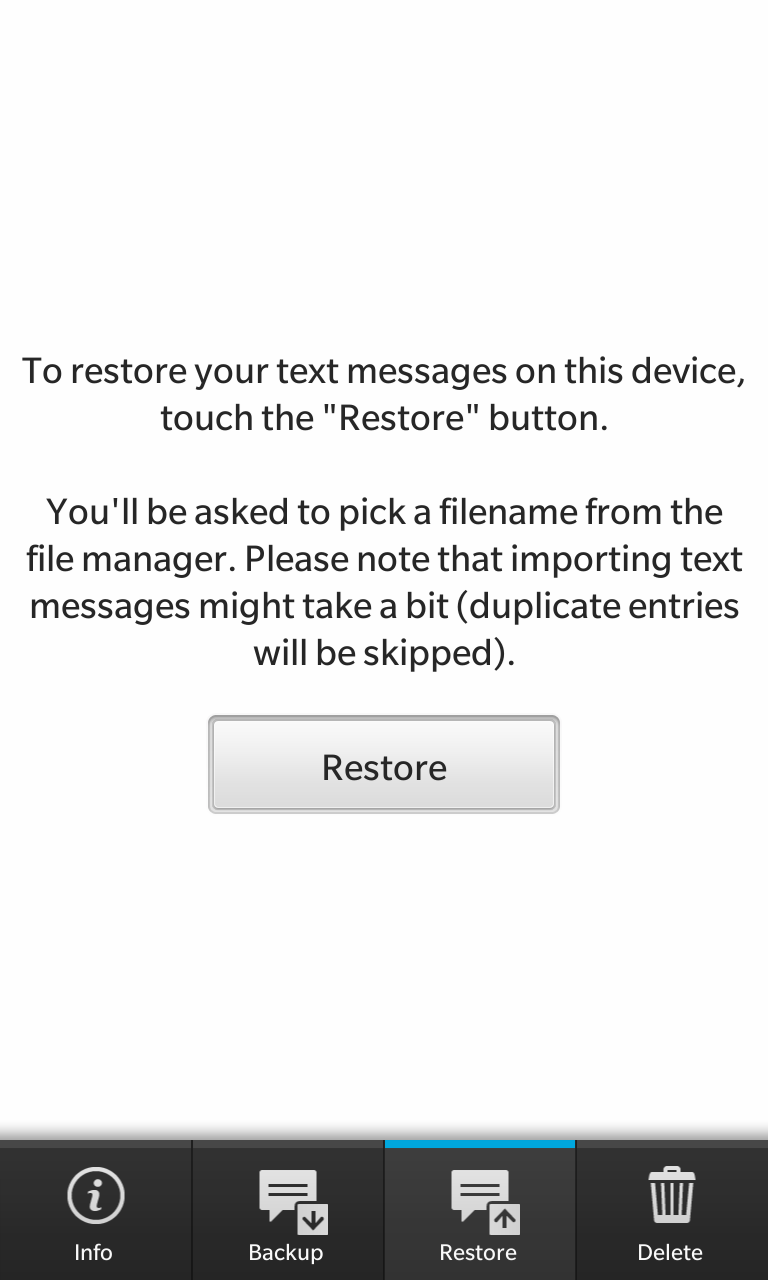 To restore your text messages on this device,
touch the "Restore" button.
You'll be asked to pick a filename from the
file manager. Please note that importing text
messages might take a bit (duplicate entries
will be skipped).
Restore
Info
Backup
Restore
Delete